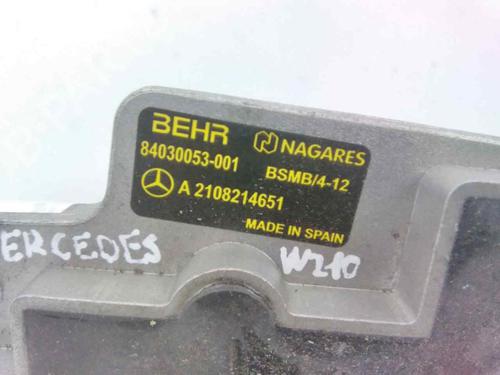 BEHR NAGARES
84030053-001 BSMB/4-12
A 2108214651
MADE IN SPAIN
ERCEDES W210